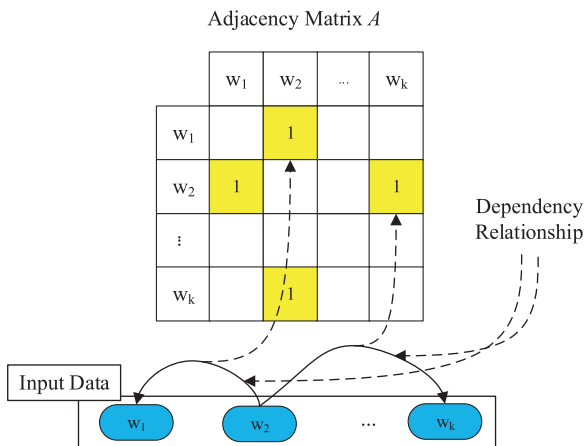 Adjacency Matrix A
w1 w2 ... wk
w1 1
w2 1 1
⋮
wk 1
Dependency
Relationship
Input Data
w1 w2 ... wk